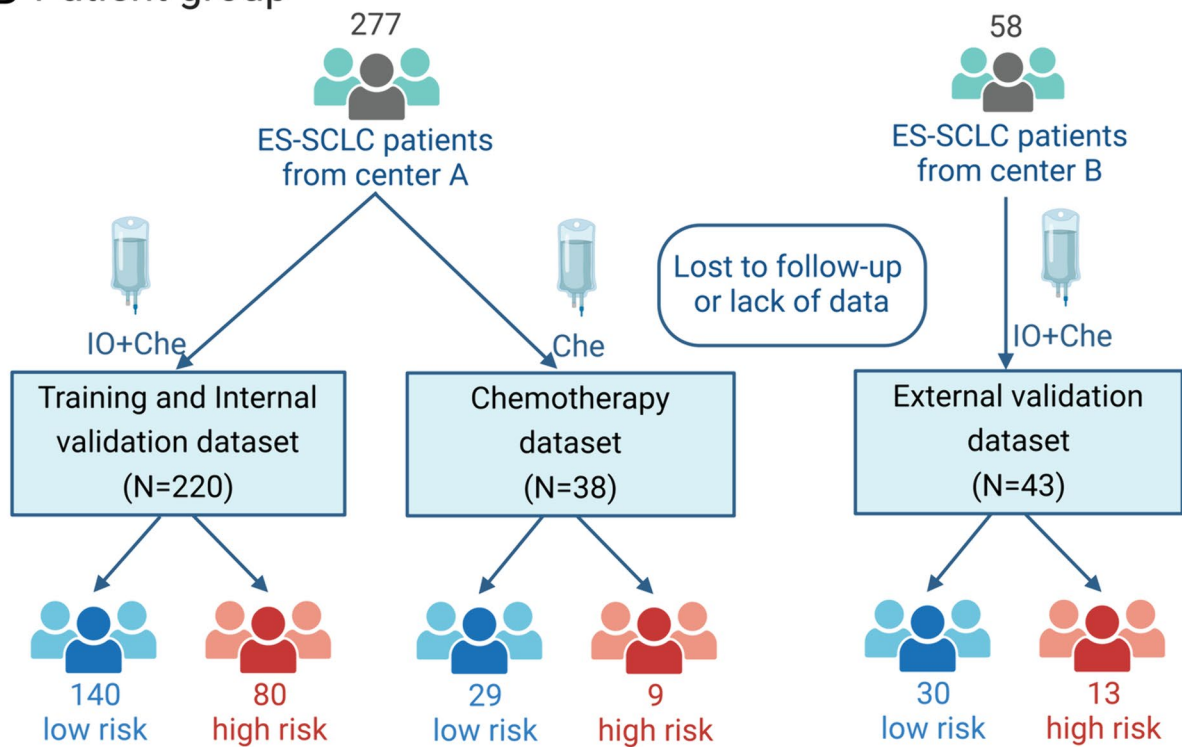 Patient group
277
ES-SCLC patients
from center A
58
ES-SCLC patients
from center B
IO+Che
Che
Lost to follow-up
or lack of data
IO+Che
Training and Internal
validation dataset
(N=220)
Chemotherapy
dataset
(N=38)
External validation
dataset
(N=43)
140
low risk
80
high risk
29
low risk
9
high risk
30
low risk
13
high risk